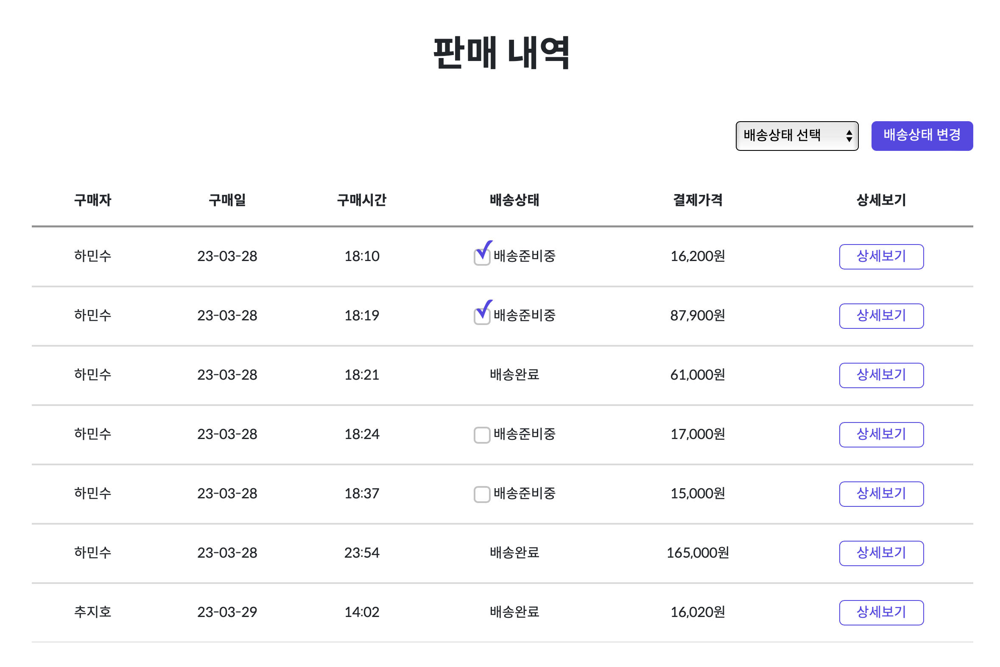 판매 내역
배송상태 선택 배송상태 변경
구매자 구매일 구매시간 배송상태 결제가격 상세보기
하민수 23-03-28 18:10 배송준비중 16,200원 상세보기
하민수 23-03-28 18:19 배송준비중 87,900원 상세보기
하민수 23-03-28 18:21 배송완료 61,000원 상세보기
하민수 23-03-28 18:24 배송준비중 17,000원 상세보기
하민수 23-03-28 18:37 배송준비중 15,000원 상세보기
하민수 23-03-28 23:54 배송완료 165,000원 상세보기
추지호 23-03-29 14:02 배송완료 16,020원 상세보기